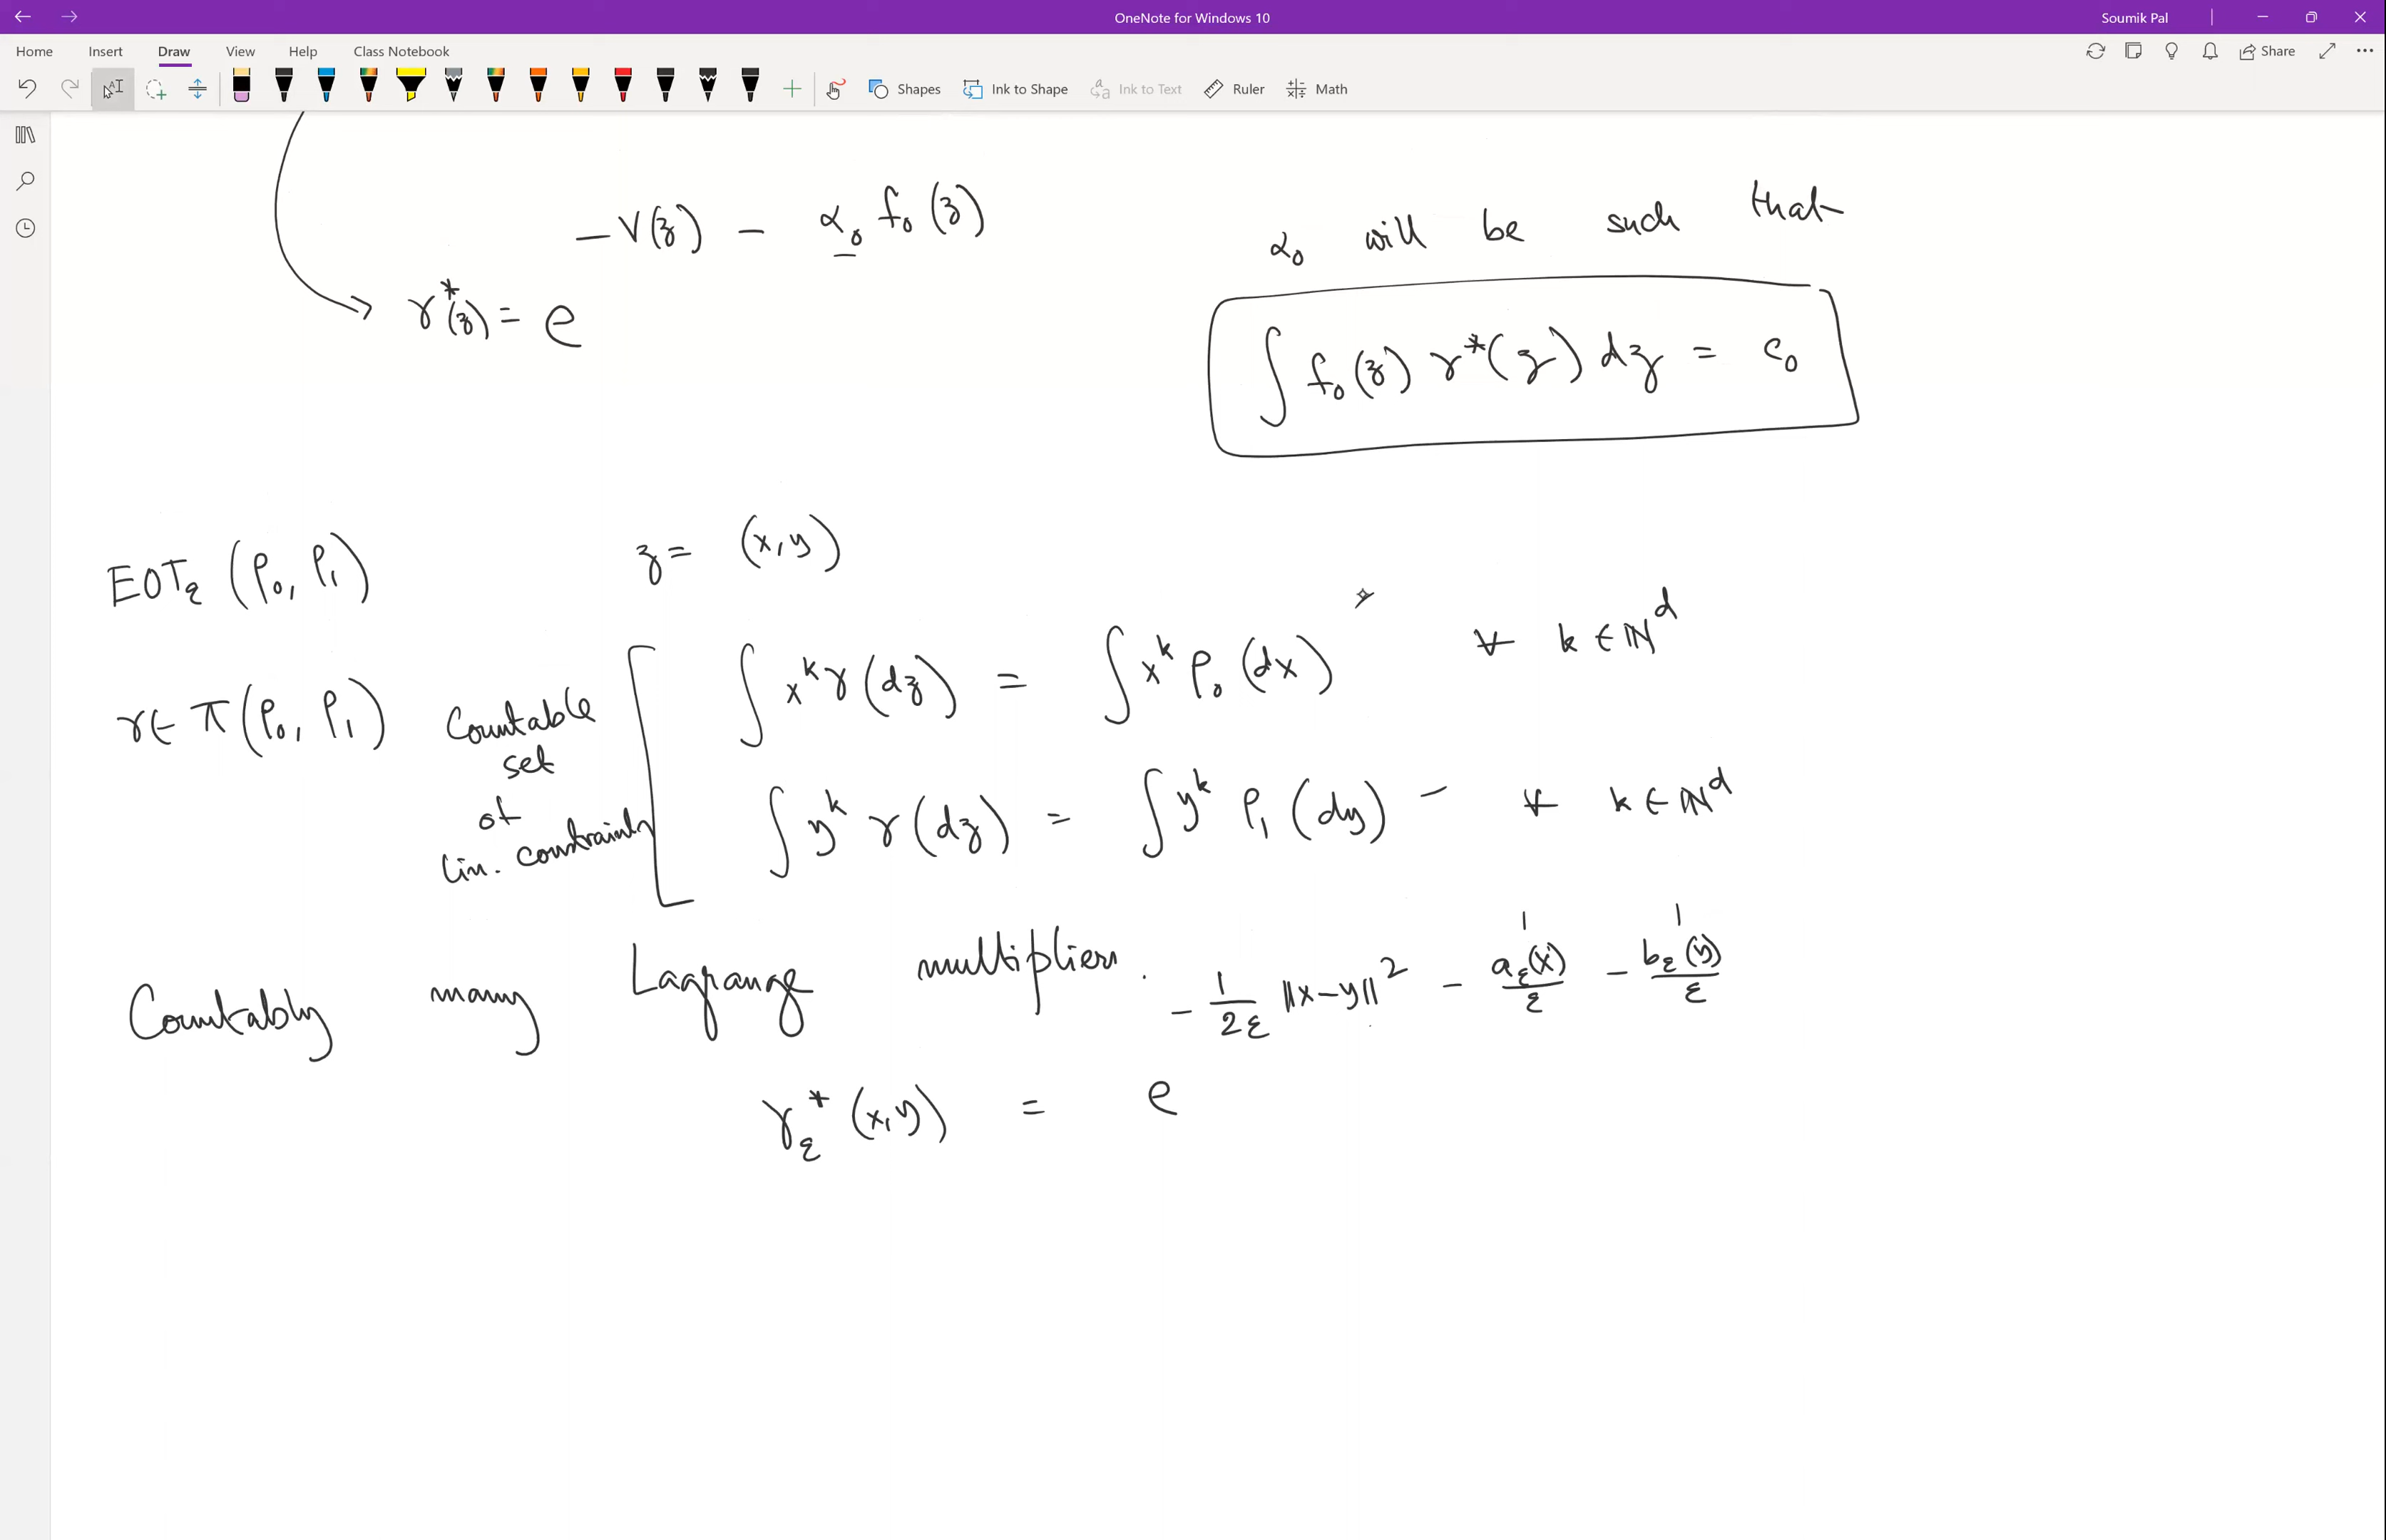 OneNote for Windows 10
Soumik Pal
Home Insert Draw View Help Class Notebook
Share
Shapes Ink to Shape Ink to Text Ruler Math
γ*(z) = e^{-V(z) - α₀ f₀(z)}
α₀ will be such that
∫ f₀(z) γ*(z) dz = c₀
EOT_ε (ρ₀, ρ₁) z = (x, y)
γ ∈ Π(ρ₀, ρ₁)
Countable
set
of
lin. constraints
∫ x^k γ(dz) = ∫ x^k ρ₀(dx) ∀ k ∈ ℕ^d
∫ y^k γ(dz) = ∫ y^k ρ₁(dy) – ∀ k ∈ ℕ^d
Countably many Lagrange multipliers.
γ_ε*(x,y) = e^{-\frac{1}{2ε} ||x-y||² - \frac{a_ε(x)}{ε} - \frac{b_ε(y)}{ε}}